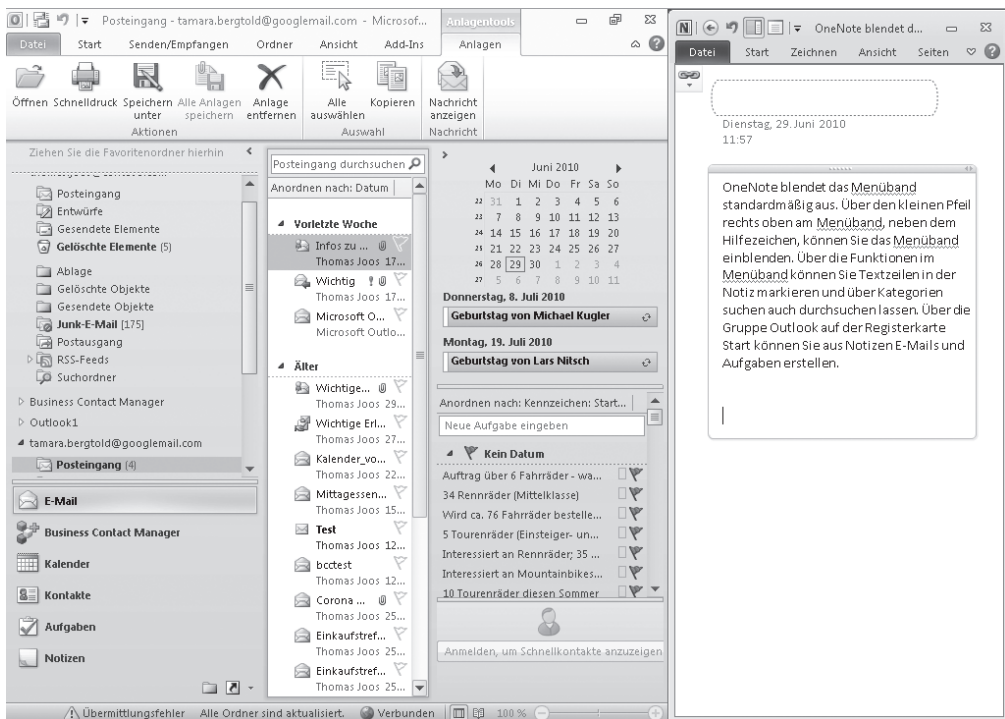 Posteingang - tamara.bergtold@googlemail.com - Microsof...
Anlagentools
Datei Start Senden/Empfangen Ordner Ansicht Add-Ins Anlagen
Öffnen Schnelldruck Speichern unter Alle Anlagen speichern Anlage entfernen Alle auswählen Kopieren Nachricht anzeigen
Aktionen Auswahl Nachricht
Ziehen Sie die Favoritenordner hierhin
Posteingang
Entwürfe
Gesendete Elemente
Gelöschte Elemente (5)
Ablage
Gelöschte Objekte
Gesendete Objekte
Junk-E-Mail [175]
Postausgang
RSS-Feeds
Suchordner
Business Contact Manager
Outlook1
tamara.bergtold@googlemail.com
Posteingang (4)
E-Mail
Business Contact Manager
Kalender
Kontakte
Aufgaben
Notizen
Posteingang durchsuchen
Anordnen nach: Datum
Vorletzte Woche
Infos zu ...
Thomas Joos 17...
Wichtig
Thomas Joos 17...
Microsoft O...
Microsoft Outlo...
Älter
Wichtige...
Thomas Joos 29...
Wichtige Erl...
Thomas Joos 27...
Kalender_vo...
Thomas Joos 22...
Mittagessen...
Thomas Joos 15...
Test
Thomas Joos 12...
bcctest
Thomas Joos 12...
Corona ...
Thomas Joos 25...
Einkaufstref...
Thomas Joos 25...
Einkaufstref...
Thomas Joos 25...
Juni 2010
Mo Di Mi Do Fr Sa So
22 31 1 2 3 4 5 6
23 7 8 9 10 11 12 13
24 14 15 16 17 18 19 20
25 21 22 23 24 25 26 27
26 28 29 30 1 2 3 4
27 5 6 7 8 9 10 11
Donnerstag, 8. Juli 2010
Geburtstag von Michael Kugler
Montag, 19. Juli 2010
Geburtstag von Lars Nitsch
Anordnen nach: Kennzeichen: Start...
Neue Aufgabe eingeben
Kein Datum
Auftrag über 6 Fahrräder - wa...
34 Rennräder (Mittelklasse)
Wird ca. 76 Fahrräder bestelle...
5 Tourenräder (Einsteiger- un...
Interessiert an Rennräder; 35 ...
Interessiert an Mountainbikes...
10 Tourenräder diesen Sommer
Anmelden, um Schnellkontakte anzuzeigen
Übermittlungsfehler Alle Ordner sind aktualisiert. Verbunden 100 %
OneNote blendet d...
Datei Start Zeichnen Ansicht Seiten
Dienstag, 29. Juni 2010
11:57
OneNote blendet das Menüband
standardmäßig aus. Über den kleinen Pfeil
rechts oben am Menüband, neben dem
Hilfezeichen, können Sie das Menüband
einblenden. Über die Funktionen im
Menüband können Sie Textzeilen in der
Notiz markieren und über Kategorien
suchen auch durchsuchen lassen. Über die
Gruppe Outlook auf der Registerkarte
Start können Sie aus Notizen E-Mails und
Aufgaben erstellen.